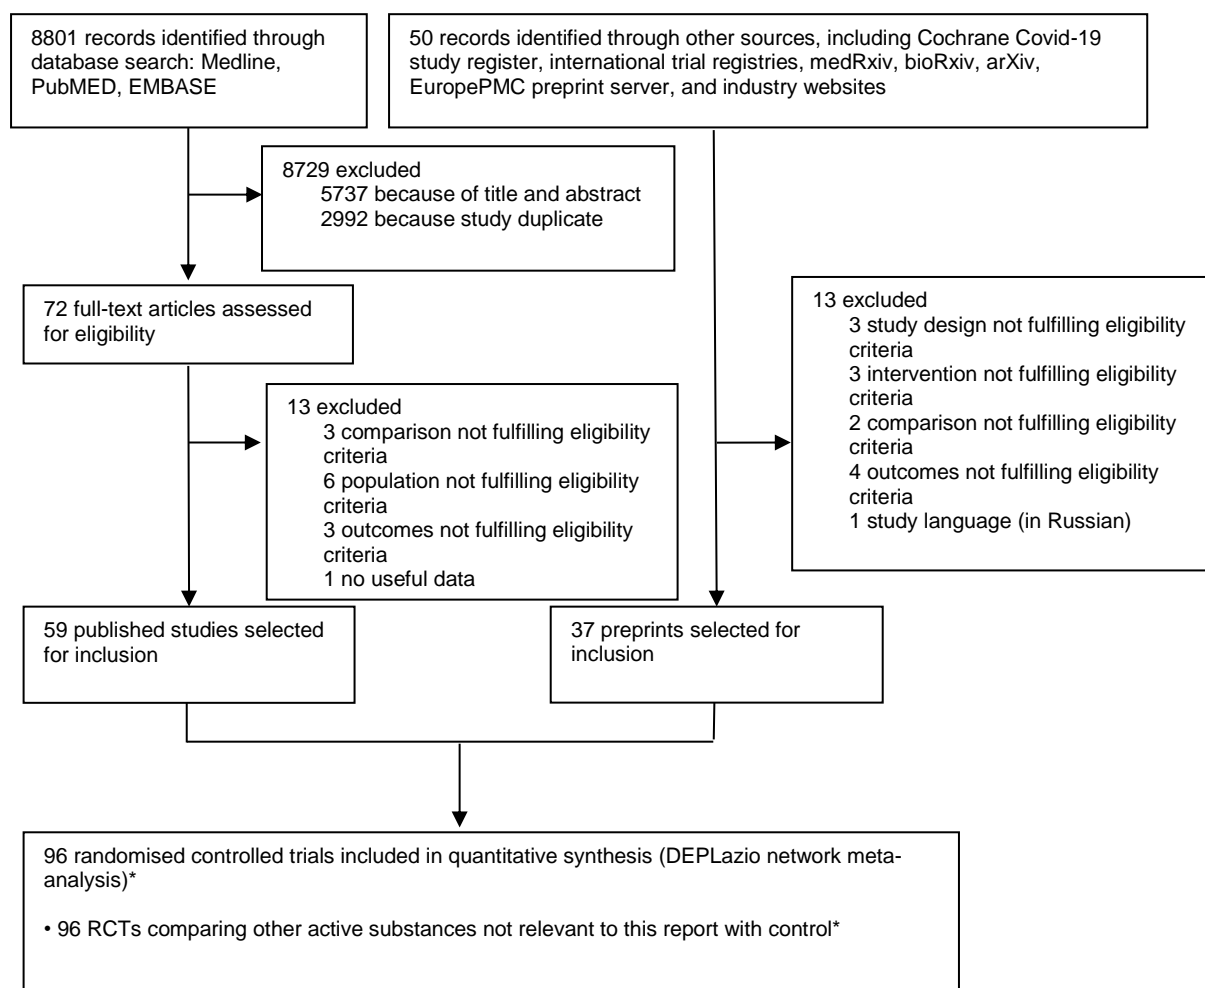 8801 records identified through
database search: Medline,
PubMED, EMBASE
50 records identified through other sources, including Cochrane Covid-19
study register, international trial registries, medRxiv, bioRxiv, arXiv,
EuropePMC preprint server, and industry websites
8729 excluded
5737 because of title and abstract
2992 because study duplicate
72 full-text articles assessed
for eligibility
13 excluded
3 study design not fulfilling eligibility
criteria
3 intervention not fulfilling eligibility
criteria
2 comparison not fulfilling eligibility
criteria
4 outcomes not fulfilling eligibility
criteria
1 study language (in Russian)
13 excluded
3 comparison not fulfilling eligibility
criteria
6 population not fulfilling eligibility
criteria
3 outcomes not fulfilling eligibility
criteria
1 no useful data
59 published studies selected
for inclusion
37 preprints selected for
inclusion
96 randomised controlled trials included in quantitative synthesis (DEPLazio network meta-
analysis)*
• 96 RCTs comparing other active substances not relevant to this report with control*